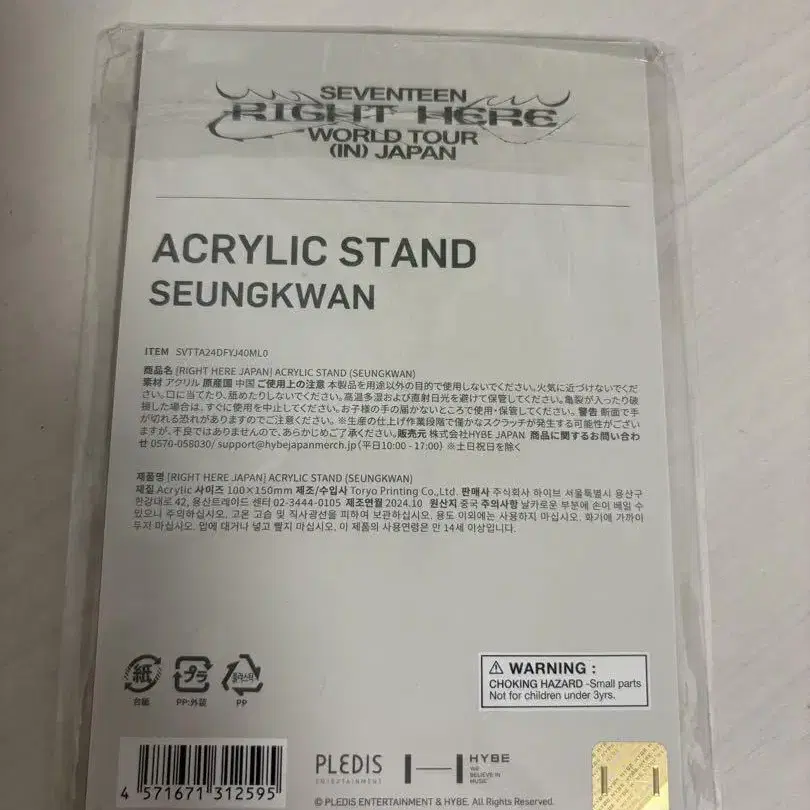 SEVENTEEN
RIGHT HERE
WORLD TOUR
(IN) JAPAN
ACRYLIC STAND
SEUNGKWAN
ITEM SVTTA24DFYJ40ML0
商品名 [RIGHT HERE JAPAN] ACRYLIC STAND (SEUNGKWAN)
素材 アクリル 原産国 中国 ご使用上の注意 本製品を用途以外の目的で使用しないでください。火気に近づけないでくだ
さい。口に当てたり、舐めたりしないでください。高温多湿および直射日光を避けて保管してください。亀裂が入ったり破
損した場合は、すぐに使用を中止してください。お子様の手の届かないところで使用・保管してください。警告 断面で手
が切れる恐れがありますのでご注意ください。※生産の仕上げ作業段階で僅かなスクラッチが発生する可能性がござい
ますが、不良ではありませんので、あらかじめご了承ください。販売元 株式会社HYBE JAPAN 商品に関するお問い合わ
せ 0570-058030/ support@hybejapanmerch.jp（平日10:00 - 17:00） ※土日祝日を除く
제품명 [RIGHT HERE JAPAN] ACRYLIC STAND (SEUNGKWAN)
재질 Acrylic 사이즈 100×150mm 제조/수입사 Toryo Printing Co.,Ltd. 판매사 주식회사 하이브 서울특별시 용산구
한강대로 42, 용산트레이드 센터 02-3444-0105 제조연월 2024.10 원산지 중국 주의사항 날카로운 부분에 손이 베일 수
있으니 주의하십시오. 고온 고습 및 직사광선을 피하여 보관하십시오. 용도 이외에는 사용하지 마십시오. 화기에 가까이
두지 마십시오. 입에 대거나 넣고 빨지 마십시오. 이 제품의 사용연령은 만 14세 이상입니다.
紙
台紙
プラ
PP:外装
플라스틱
PP
⚠ WARNING :
CHOKING HAZARD -Small parts
Not for children under 3yrs.
4 571671 312595
PLEDIS
ENTERTAINMENT
HYBE
WE
BELIEVE IN
MUSIC
© PLEDIS ENTERTAINMENT & HYBE. All Rights Reserved.